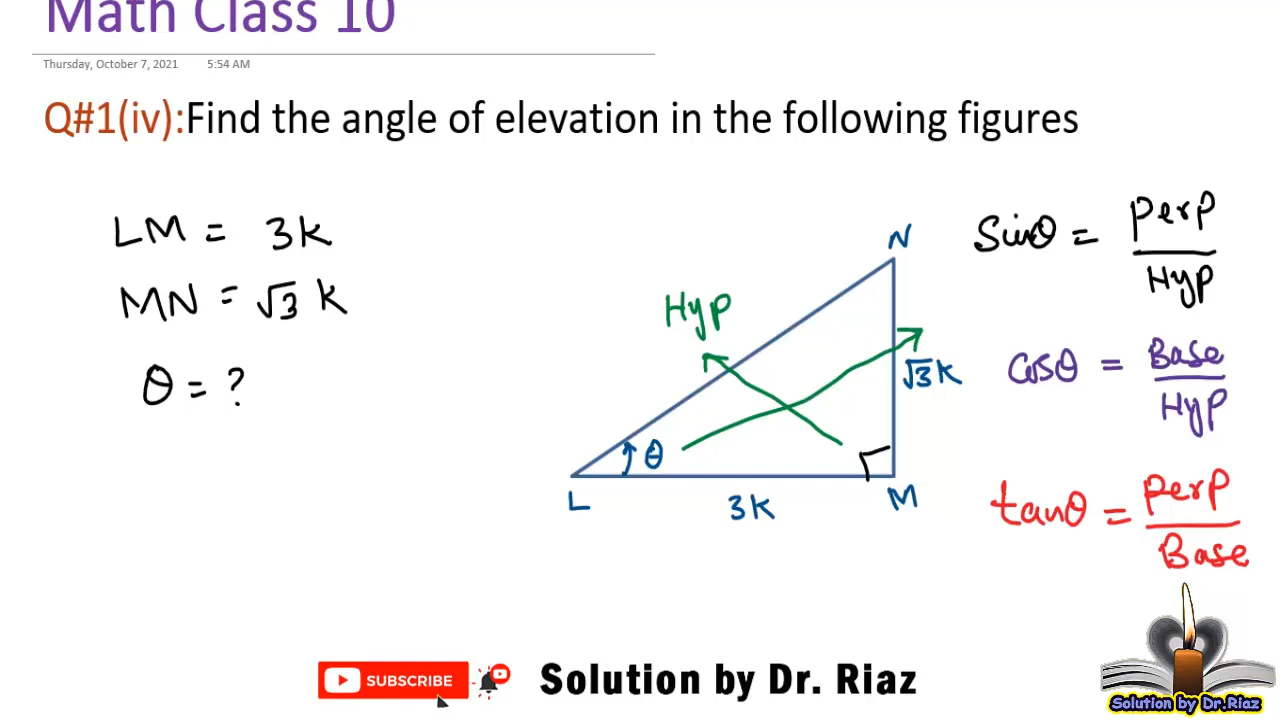 Math Class 10
Thursday, October 7, 2021 5:54 AM
Q#1(iv):Find the angle of elevation in the following figures
LM = 3k
MN = √3 k
θ = ?
Hyp
N
√3 k
θ
L
3k
M
Sinθ = Perp
Hyp
Cosθ = Base
Hyp
tanθ = Perp
Base
SUBSCRIBE
Solution by Dr. Riaz
Solution by Dr.Riaz